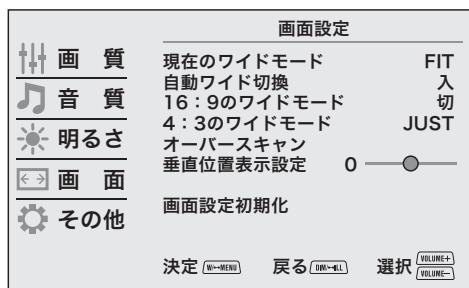 画面設定
画 質
音 質
明るさ
画 面
その他
現在のワイドモード FIT
自動ワイド切換 入
16：9のワイドモード 切
4：3のワイドモード JUST
オーバースキャン
垂直位置表示設定 0
画面設定初期化
決定 MENU 戻る 選択 VOLUME+
VOLUME−